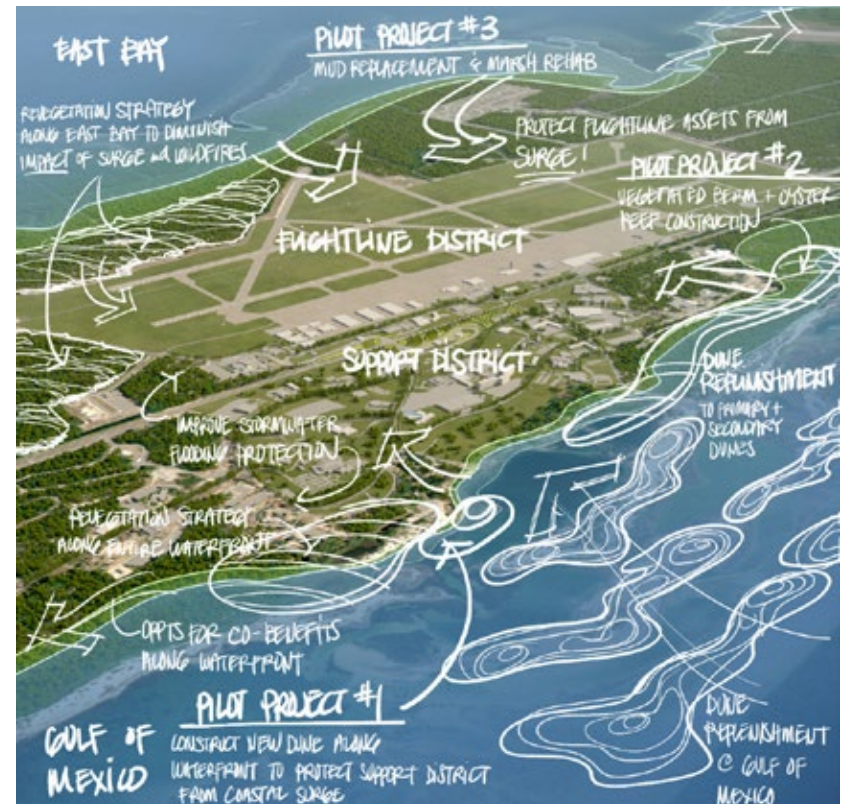 EAST BAY
PILOT PROJECT #3
MUD REPLACEMENT & MARSH REHAB
REVEGETATION STRATEGY
ALONG EAST BAY TO DIMINISH
IMPACT OF SURGE and WILDFIRES
PROTECT FLIGHTLINE ASSETS FROM
SURGE!
PILOT PROJECT #2
VEGETATED BERM + OYSTER
REEF CONSTRUCTION
FLIGHTLINE DISTRICT
SUPPORT DISTRICT
DUNE
REPLENISHMENT
TO PRIMARY +
SECONDARY
DUNES
IMPROVE STORMWATER
FLOODING PROTECTION
REVEGETATION STRATEGY
ALONG ENTIRE WATERFRONT
OPPTS FOR CO-BENEFITS
ALONG WATERFRONT
PILOT PROJECT #1
CONSTRUCT NEW DUNE ALONG
WATERFRONT TO PROTECT SUPPORT DISTRICT
FROM COASTAL SURGE
GULF OF
MEXICO
DUNE
REPLENISHMENT
@ GULF OF
MEXICO